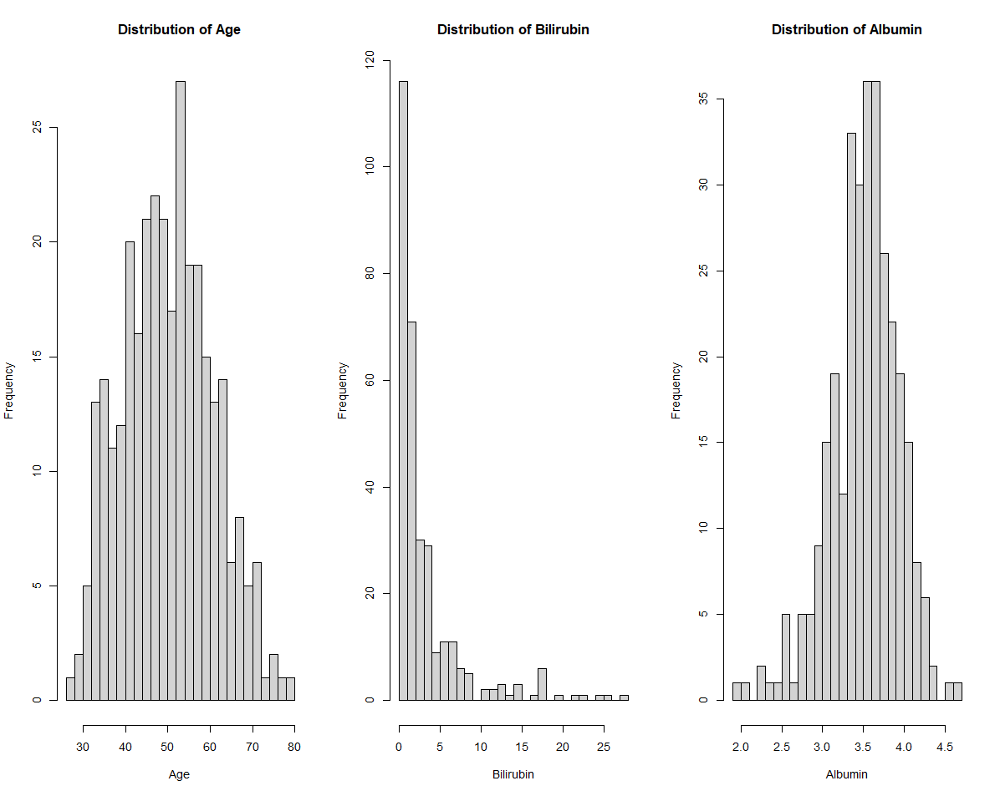 Distribution of Age
Frequency
25
20
15
10
5
0
30 40 50 60 70 80
Age
Distribution of Bilirubin
Frequency
120
100
80
60
40
20
0
0 5 10 15 20 25
Bilirubin
Distribution of Albumin
Frequency
35
30
25
20
15
10
5
0
2.0 2.5 3.0 3.5 4.0 4.5
Albumin